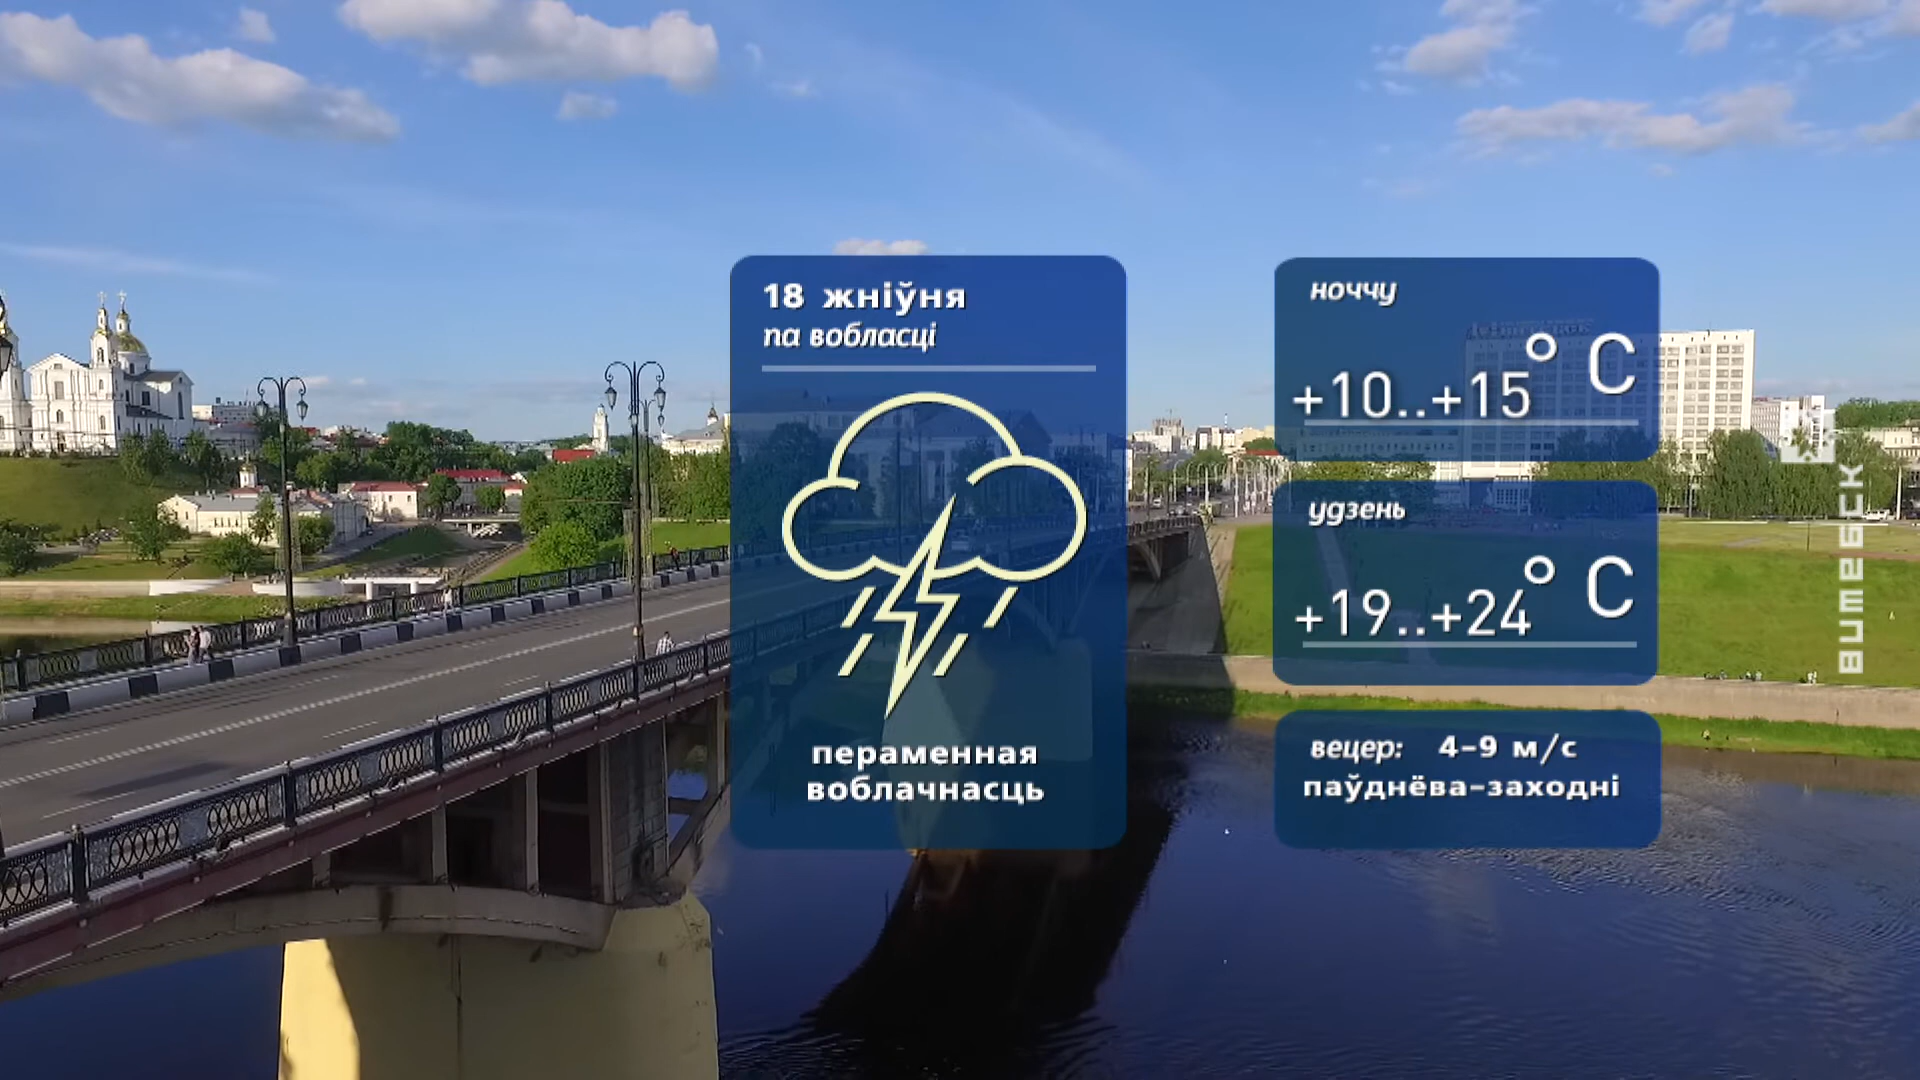 18 жніўня
па вобласці
пераменная
воблачнасць
ноччу
+10..+15° С
удзень
+19..+24° С
вецер: 4-9 м/с
паўднёва-заходні
витебск